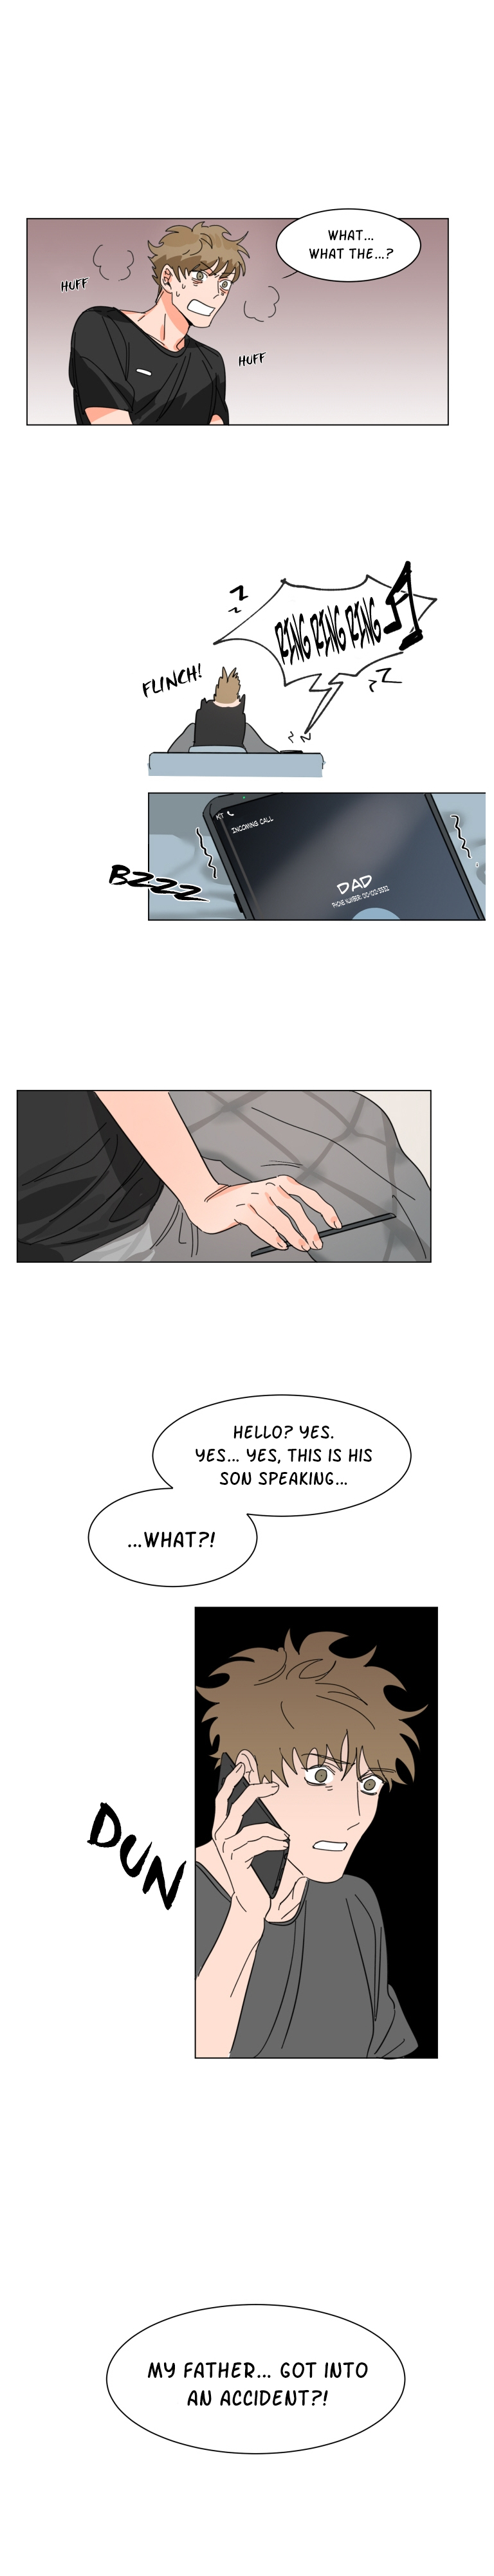 WHAT...
WHAT THE...?
HUFF
HUFF
RING RING RING
FLINCH!
KT
INCOMING CALL
DAD
BZZZ
HELLO? YES.
YES... YES, THIS IS HIS
SON SPEAKING...
...WHAT?!
DUN
MY FATHER... GOT INTO
AN ACCIDENT?!